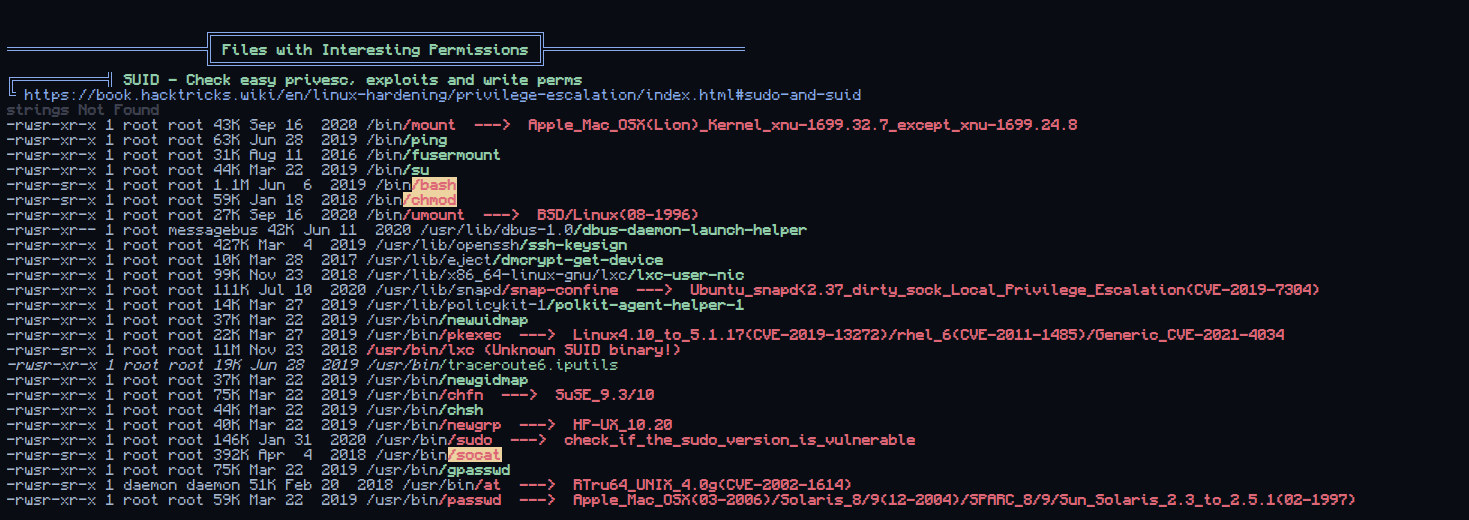 Files with Interesting Permissions
SUID - Check easy privesc, exploits and write perms
https://book.hacktricks.wiki/en/linux-hardening/privilege-escalation/index.html#sudo-and-suid
strings Not Found
-rwsr-xr-x 1 root root 43K Sep 16  2020 /bin/mount  --->  Apple_Mac_OSX(Lion)_Kernel_xnu-1699.32.7_except_xnu-1699.24.8
-rwsr-xr-x 1 root root 63K Jun 28  2019 /bin/ping
-rwsr-xr-x 1 root root 31K Aug 11  2016 /bin/fusermount
-rwsr-xr-x 1 root root 44K Mar 22  2019 /bin/su
-rwsr-sr-x 1 root root 1.1M Jun  6  2019 /bin/bash
-rwsr-sr-x 1 root root 59K Jan 18  2018 /bin/chmod
-rwsr-xr-x 1 root root 27K Sep 16  2020 /bin/umount  --->  BSD/Linux(08-1996)
-rwsr-xr-- 1 root messagebus 42K Jun 11  2020 /usr/lib/dbus-1.0/dbus-daemon-launch-helper
-rwsr-xr-x 1 root root 427K Mar  4  2019 /usr/lib/openssh/ssh-keysign
-rwsr-xr-x 1 root root 10K Mar 28  2017 /usr/lib/eject/dmcrypt-get-device
-rwsr-xr-x 1 root root 99K Nov 23  2018 /usr/lib/x86_64-linux-gnu/lxc/lxc-user-nic
-rwsr-xr-x 1 root root 111K Jul 10  2020 /usr/lib/snapd/snap-confine  --->  Ubuntu_snapd<2.37_dirty_sock_Local_Privilege_Escalation(CVE-2019-7304)
-rwsr-xr-x 1 root root 14K Mar 27  2019 /usr/lib/policykit-1/polkit-agent-helper-1
-rwsr-xr-x 1 root root 37K Mar 22  2019 /usr/bin/newuidmap
-rwsr-xr-x 1 root root 22K Mar 27  2019 /usr/bin/pkexec  --->  Linux4.10_to_5.1.17(CVE-2019-13272)/rhel_6(CVE-2011-1485)/Generic_CVE-2021-4034
-rwsr-sr-x 1 root root 11M Nov 23  2018 /usr/bin/lxc (Unknown SUID binary!)
-rwsr-xr-x 1 root root 19K Jun 28  2019 /usr/bin/traceroute6.iputils
-rwsr-xr-x 1 root root 37K Mar 22  2019 /usr/bin/newgidmap
-rwsr-xr-x 1 root root 75K Mar 22  2019 /usr/bin/chfn  --->  SuSE_9.3/10
-rwsr-xr-x 1 root root 44K Mar 22  2019 /usr/bin/chsh
-rwsr-xr-x 1 root root 40K Mar 22  2019 /usr/bin/newgrp  --->  HP-UX_10.20
-rwsr-xr-x 1 root root 146K Jan 31  2020 /usr/bin/sudo  --->  check_if_the_sudo_version_is_vulnerable
-rwsr-sr-x 1 root root 392K Apr  4  2018 /usr/bin/socat
-rwsr-xr-x 1 root root 75K Mar 22  2019 /usr/bin/gpasswd
-rwsr-sr-x 1 daemon daemon 51K Feb 20  2018 /usr/bin/at  --->  RTru64_UNIX_4.0g(CVE-2002-1614)
-rwsr-xr-x 1 root root 59K Mar 22  2019 /usr/bin/passwd  --->  Apple_Mac_OSX(03-2006)/Solaris_8/9(12-2004)/SPARC_8/9/Sun_Solaris_2.3_to_2.5.1(02-1997)